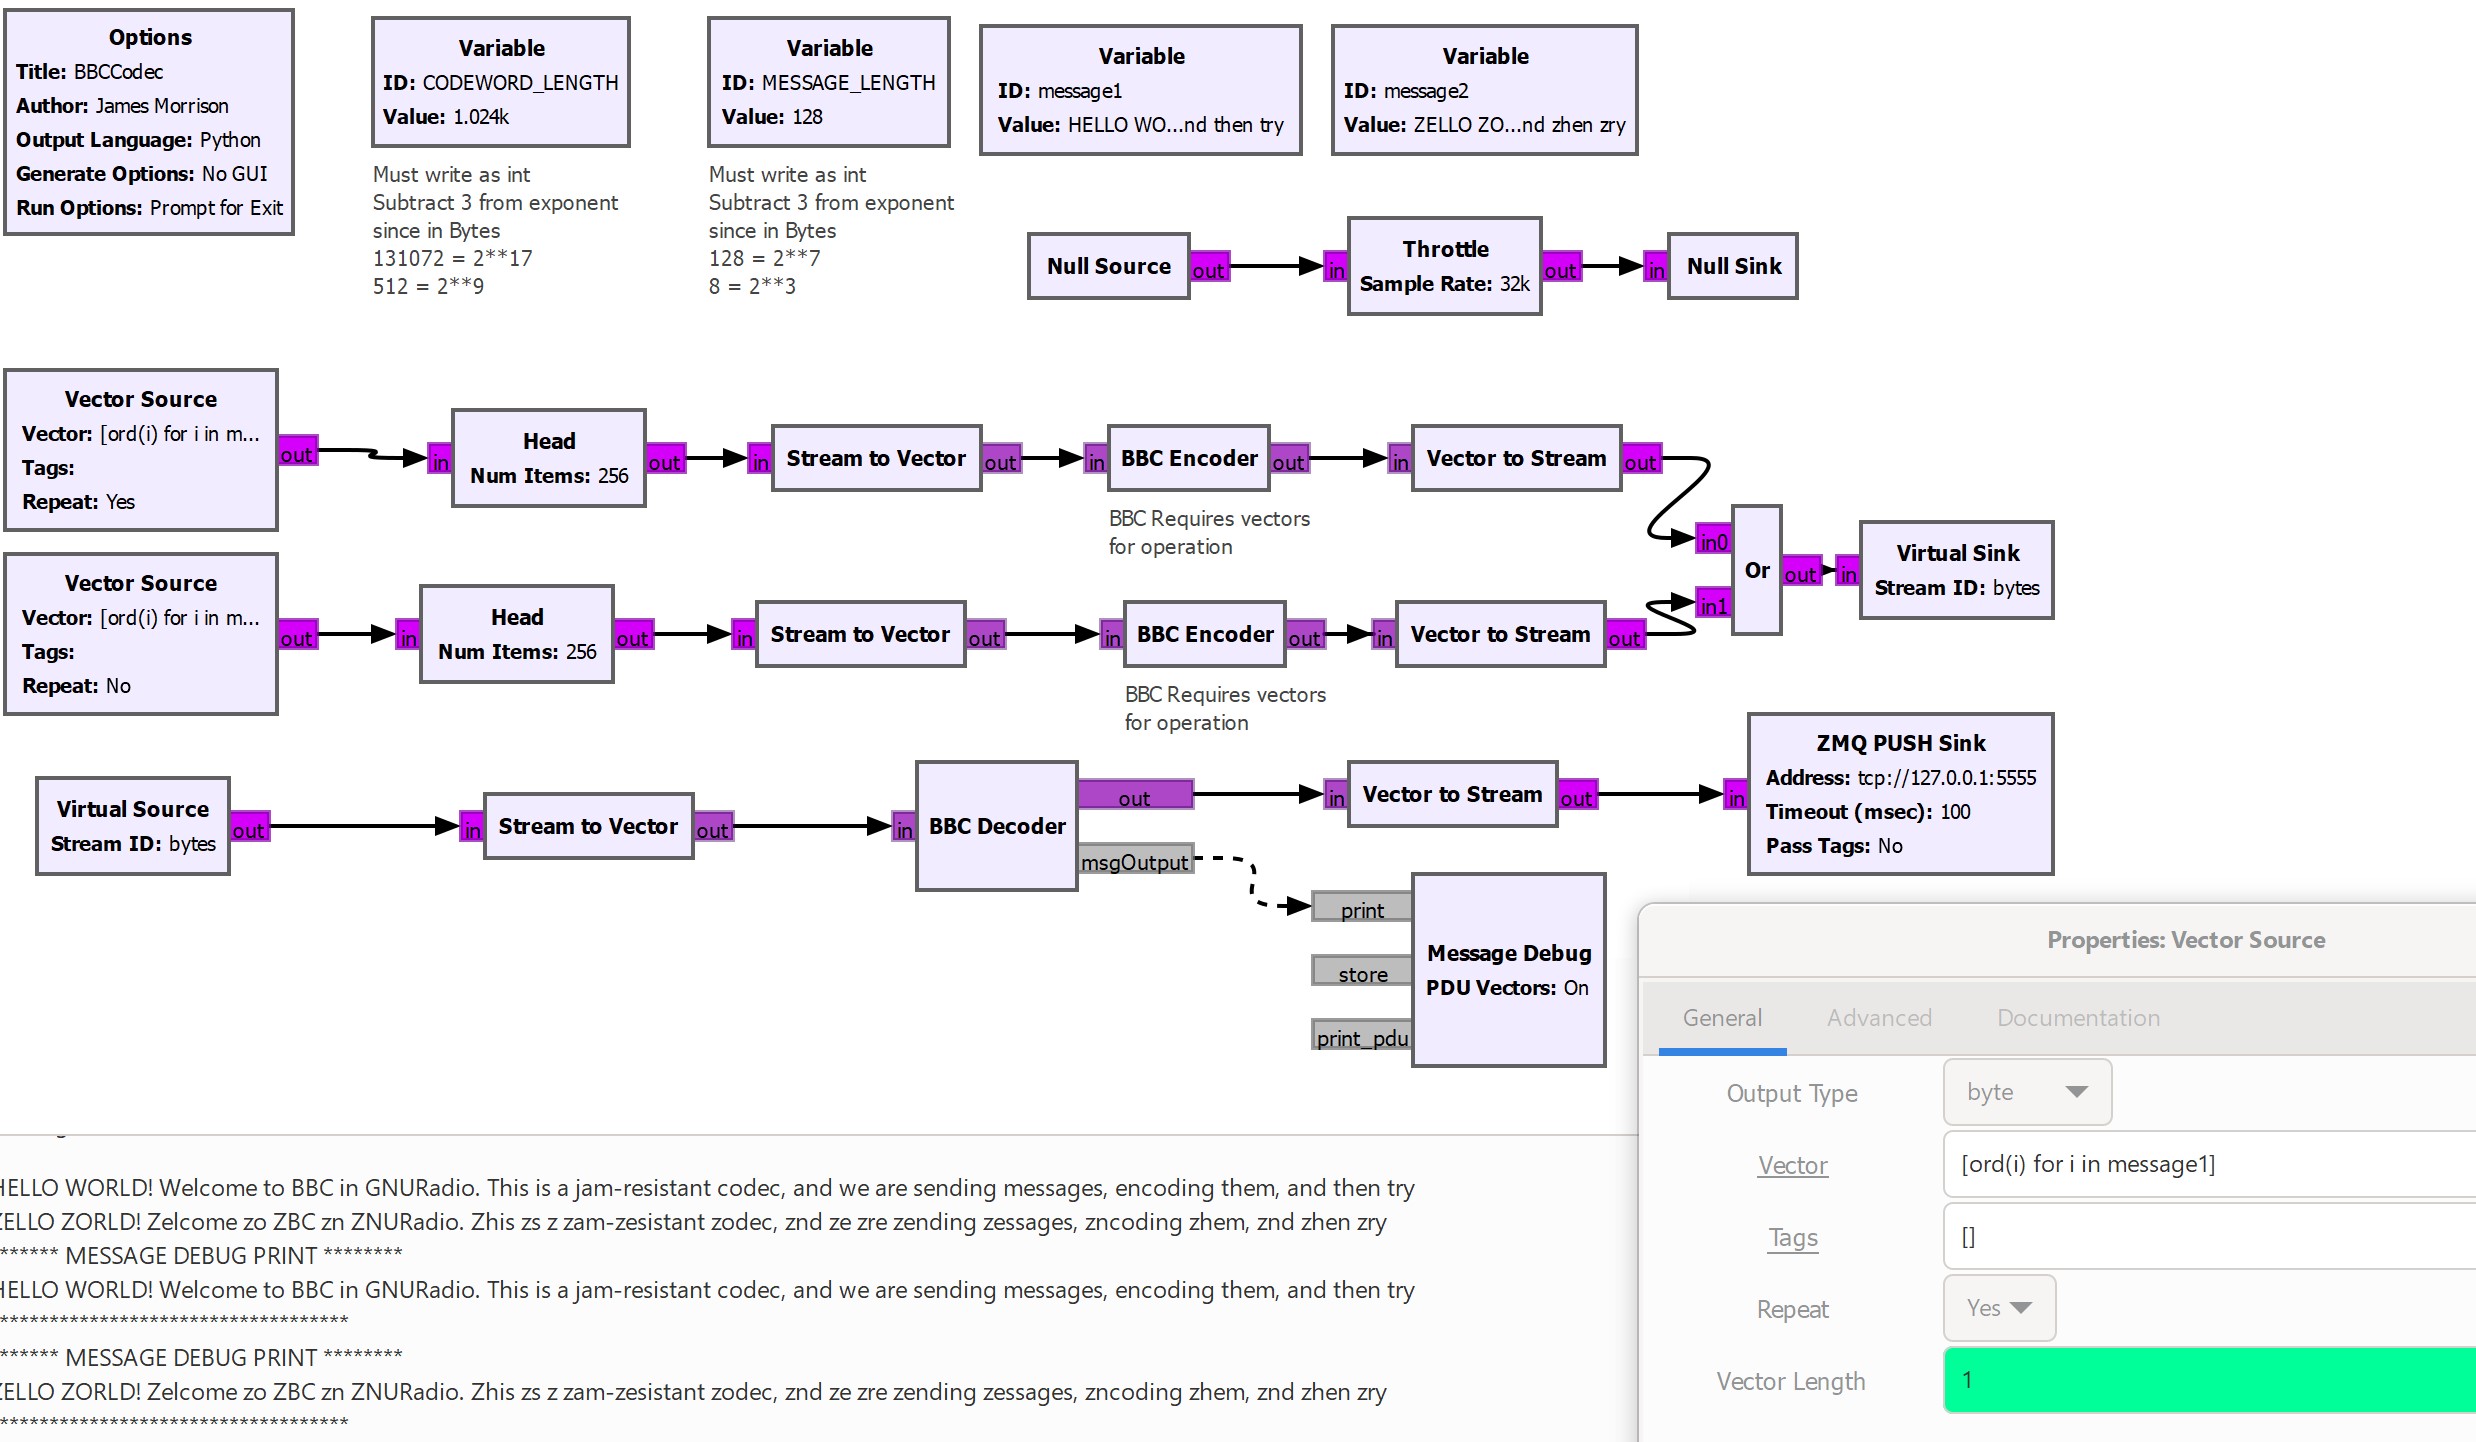 Options
Title: BBCCodec
Author: James Morrison
Output Language: Python
Generate Options: No GUI
Run Options: Prompt for Exit
Variable
ID: CODEWORD_LENGTH
Value: 1.024k
Must write as int
Subtract 3 from exponent
since in Bytes
131072 = 2**17
512 = 2**9
Variable
ID: MESSAGE_LENGTH
Value: 128
Must write as int
Subtract 3 from exponent
since in Bytes
128 = 2**7
8 = 2**3
Variable
ID: message1
Value: HELLO WO...nd then try
Variable
ID: message2
Value: ZELLO ZO...nd zhen zry
Null Source
out
in
Throttle
Sample Rate: 32k
out
in
Null Sink
Vector Source
Vector: [ord(i) for i in m...
Tags:
Repeat: Yes
out
in
Head
Num Items: 256
out
in
Stream to Vector
out
in
BBC Encoder
out
BBC Requires vectors
for operation
in
Vector to Stream
out
Vector Source
Vector: [ord(i) for i in m...
Tags:
Repeat: No
out
in
Head
Num Items: 256
out
in
Stream to Vector
out
in
BBC Encoder
out
BBC Requires vectors
for operation
in
Vector to Stream
out
in0
in1
Or
out
in
Virtual Sink
Stream ID: bytes
Virtual Source
Stream ID: bytes
out
in
Stream to Vector
out
in
BBC Decoder
out
msgOutput
in
Vector to Stream
out
in
ZMQ PUSH Sink
Address: tcp://127.0.0.1:5555
Timeout (msec): 100
Pass Tags: No
print
store
print_pdu
Message Debug
PDU Vectors: On
HELLO WORLD! Welcome to BBC in GNURadio. This is a jam-resistant codec, and we are sending messages, encoding them, and then try
ZELLO ZORLD! Zelcome zo ZBC zn ZNURadio. Zhis zs z zam-zesistant zodec, znd ze zre zending zessages, zncoding zhem, znd zhen zry
****** MESSAGE DEBUG PRINT ********
HELLO WORLD! Welcome to BBC in GNURadio. This is a jam-resistant codec, and we are sending messages, encoding them, and then try
***********************************
****** MESSAGE DEBUG PRINT ********
ZELLO ZORLD! Zelcome zo ZBC zn ZNURadio. Zhis zs z zam-zesistant zodec, znd ze zre zending zessages, zncoding zhem, znd zhen zry
***********************************
Properties: Vector Source
General Advanced Documentation
Output Type byte
Vector [ord(i) for i in message1]
Tags []
Repeat Yes
Vector Length 1